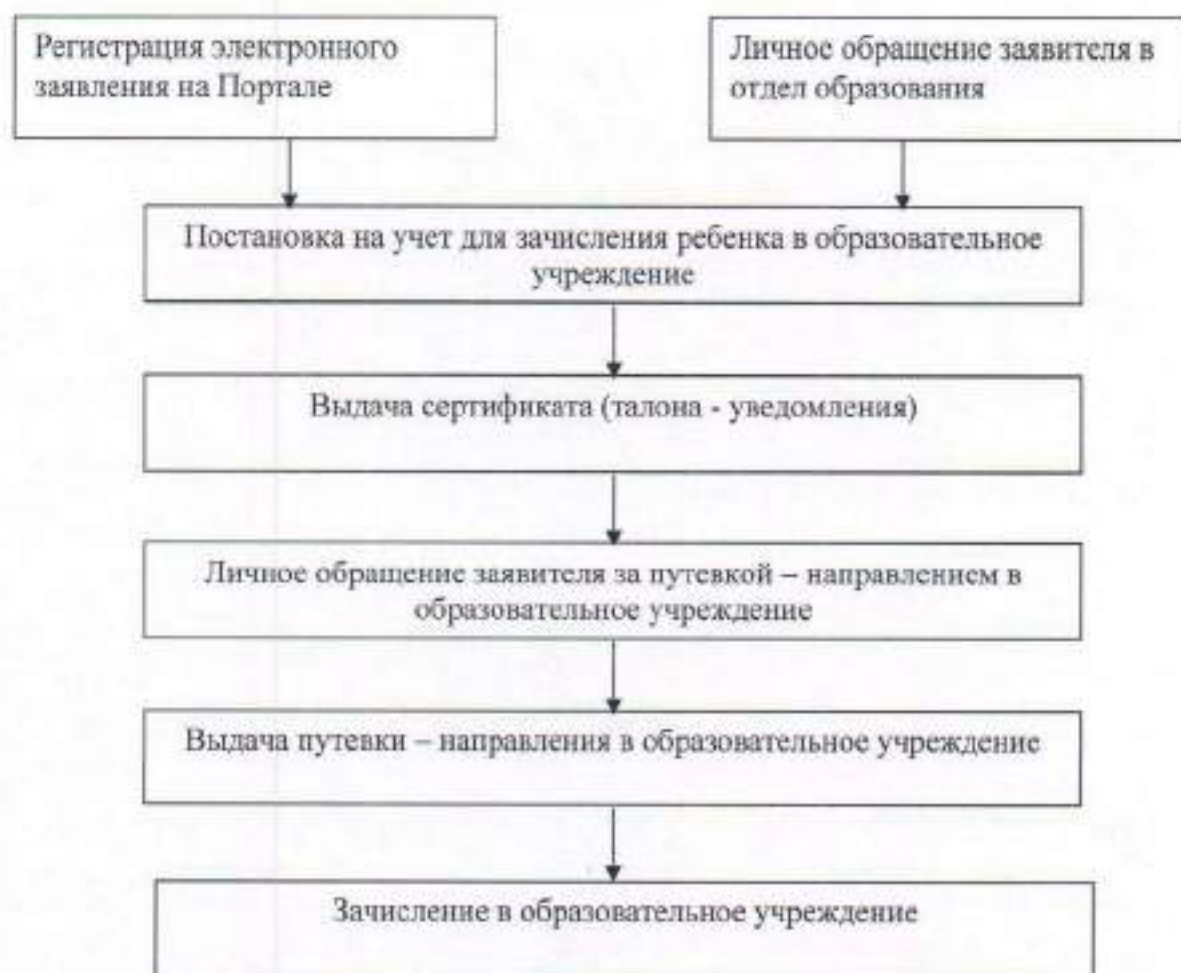 Регистрация электронного
заявления на Портале
Личное обращение заявителя в
отдел образования
Постановка на учет для зачисления ребенка в образовательное
учреждение
Выдача сертификата (талона - уведомления)
Личное обращение заявителя за путевкой – направлением в
образовательное учреждение
Выдача путевки – направления в образовательное учреждение
Зачисление в образовательное учреждение